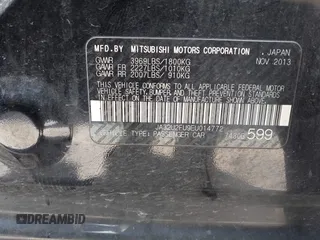 MFD.BY MITSUBISHI MOTORS CORPORATION, JAPAN
GVWR 3969LBS/1800KG NOV 2013
GAWR FR 2227LBS/1010KG
GAWR RR 2007LBS/ 910KG
THIS VEHICLE CONFORMS TO ALL APPLICABLE FEDERAL MOTOR
VEHICLE SAFETY AND THEFT PREVENTION STANDARDS
IN EFFECT ON THE DATE OF MANUFACTURE SHOWN ABOVE.
JA32U2FU9EU014772
VEHICLE TYPE: PASSENGER CAR
599
DREAMBID